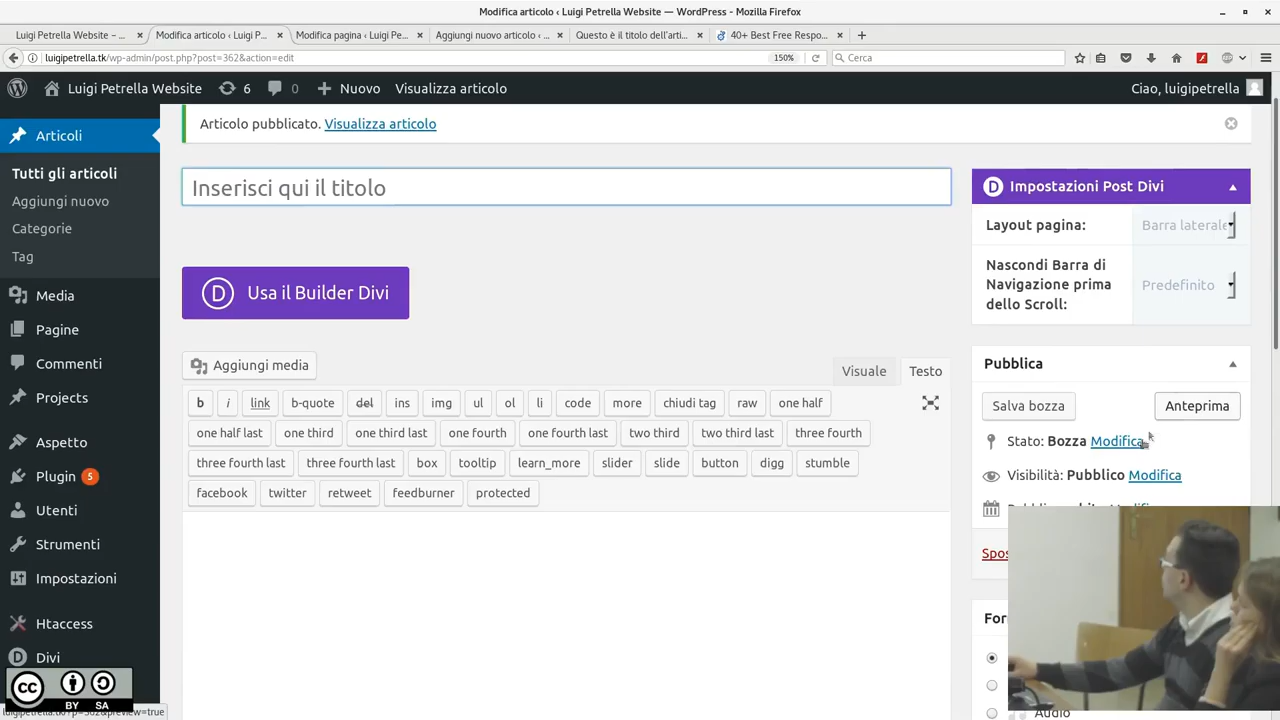 Modifica articolo ‹ Luigi Petrella Website — WordPress - Mozilla Firefox
Luigi Petrella Website – ... × Modifica articolo ‹ Luigi P... × Modifica pagina ‹ Luigi Pe... × Aggiungi nuovo articolo ‹ ... × Questo è il titolo dell'arti... × 40+ Best Free Respo... × +
luigipetrella.tk/wp-admin/post.php?post=362&action=edit 150% Cerca
Luigi Petrella Website 6 0 Nuovo Visualizza articolo Ciao, luigipetrella
Articoli
Tutti gli articoli
Aggiungi nuovo
Categorie
Tag
Media
Pagine
Commenti
Projects
Aspetto
Plugin 5
Utenti
Strumenti
Impostazioni
Htaccess
Divi
Articolo pubblicato. Visualizza articolo
Inserisci qui il titolo
D Usa il Builder Divi
Aggiungi media
Visuale Testo
b i link b-quote del ins img ul ol li code more chiudi tag raw one half
one half last one third one third last one fourth one fourth last two third two third last three fourth
three fourth last three fourth last box tooltip learn_more slider slide button digg stumble
facebook twitter retweet feedburner protected
D Impostazioni Post Divi
Layout pagina: Barra laterale
Nascondi Barra di
Navigazione prima
dello Scroll:
Predefinito
Pubblica
Salva bozza Anteprima
Stato: Bozza Modifica
Visibilità: Pubblico Modifica
Spos
For
Audio
cc BY SA
luigipetrella.tk/?p=362&preview=true